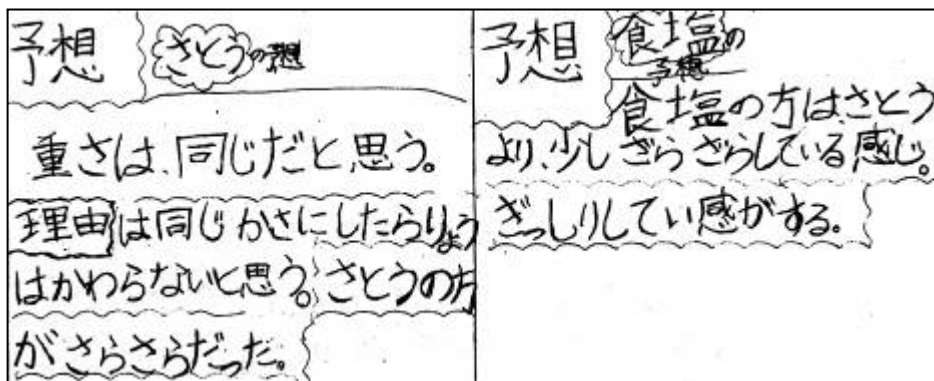 予想 さとうの予想
重さは、同じだと思う。
理由は同じかさにしたらりょう
はかわらないと思う。さとうの方
がさらさらだった。
予想 食塩の
予想
食塩の方は、さとう
より、少しざらざらしている感じ。
ぎっしりしてい感がする。